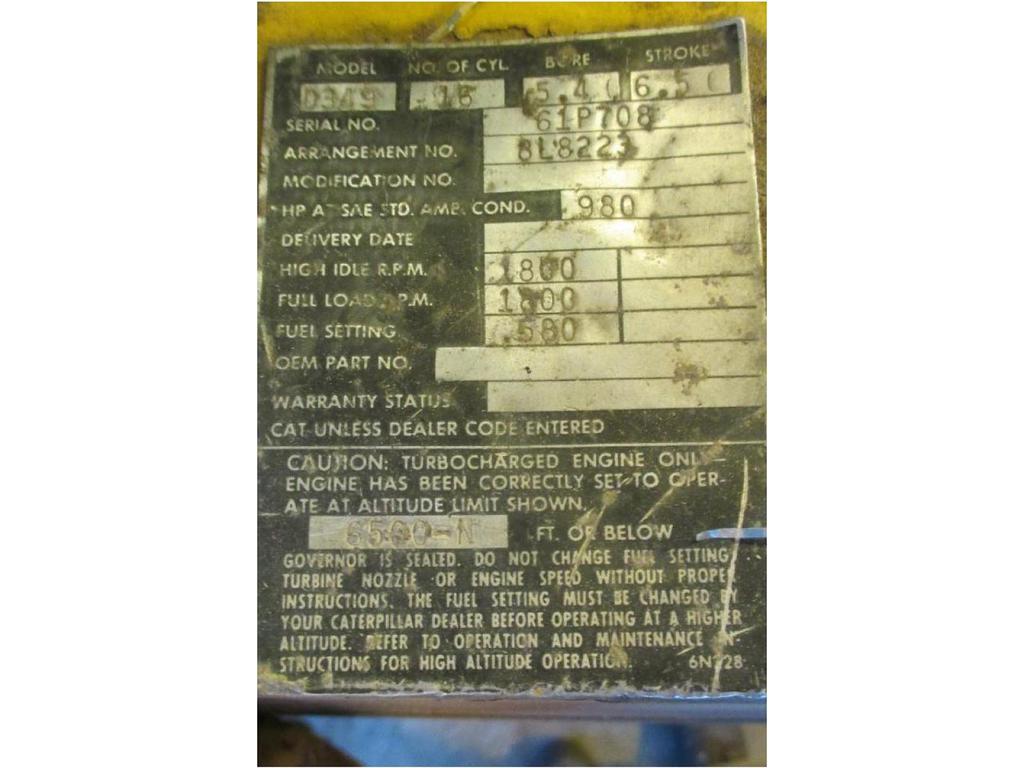 MODEL NO. OF CYL. BORE STROKE
D349 16 5.4 6.5
SERIAL NO. 61P708
ARRANGEMENT NO. 8L8223
MODIFICATION NO.
HP AT SAE STD. AMB. COND. 980
DELIVERY DATE
HIGH IDLE R.P.M. 1800
FULL LOAD R.P.M. 1800
FUEL SETTING .580
OEM PART NO.
WARRANTY STATUS
CAT UNLESS DEALER CODE ENTERED
CAUTION: TURBOCHARGED ENGINE ONLY—
ENGINE HAS BEEN CORRECTLY SET TO OPER-
ATE AT ALTITUDE LIMIT SHOWN.
6500-N FT. OR BELOW
GOVERNOR IS SEALED. DO NOT CHANGE FUEL SETTING,
TURBINE NOZZLE OR ENGINE SPEED WITHOUT PROPER
INSTRUCTIONS. THE FUEL SETTING MUST BE CHANGED BY
YOUR CATERPILLAR DEALER BEFORE OPERATING AT A HIGHER
ALTITUDE. REFER TO OPERATION AND MAINTENANCE IN-
STRUCTIONS FOR HIGH ALTITUDE OPERATION.